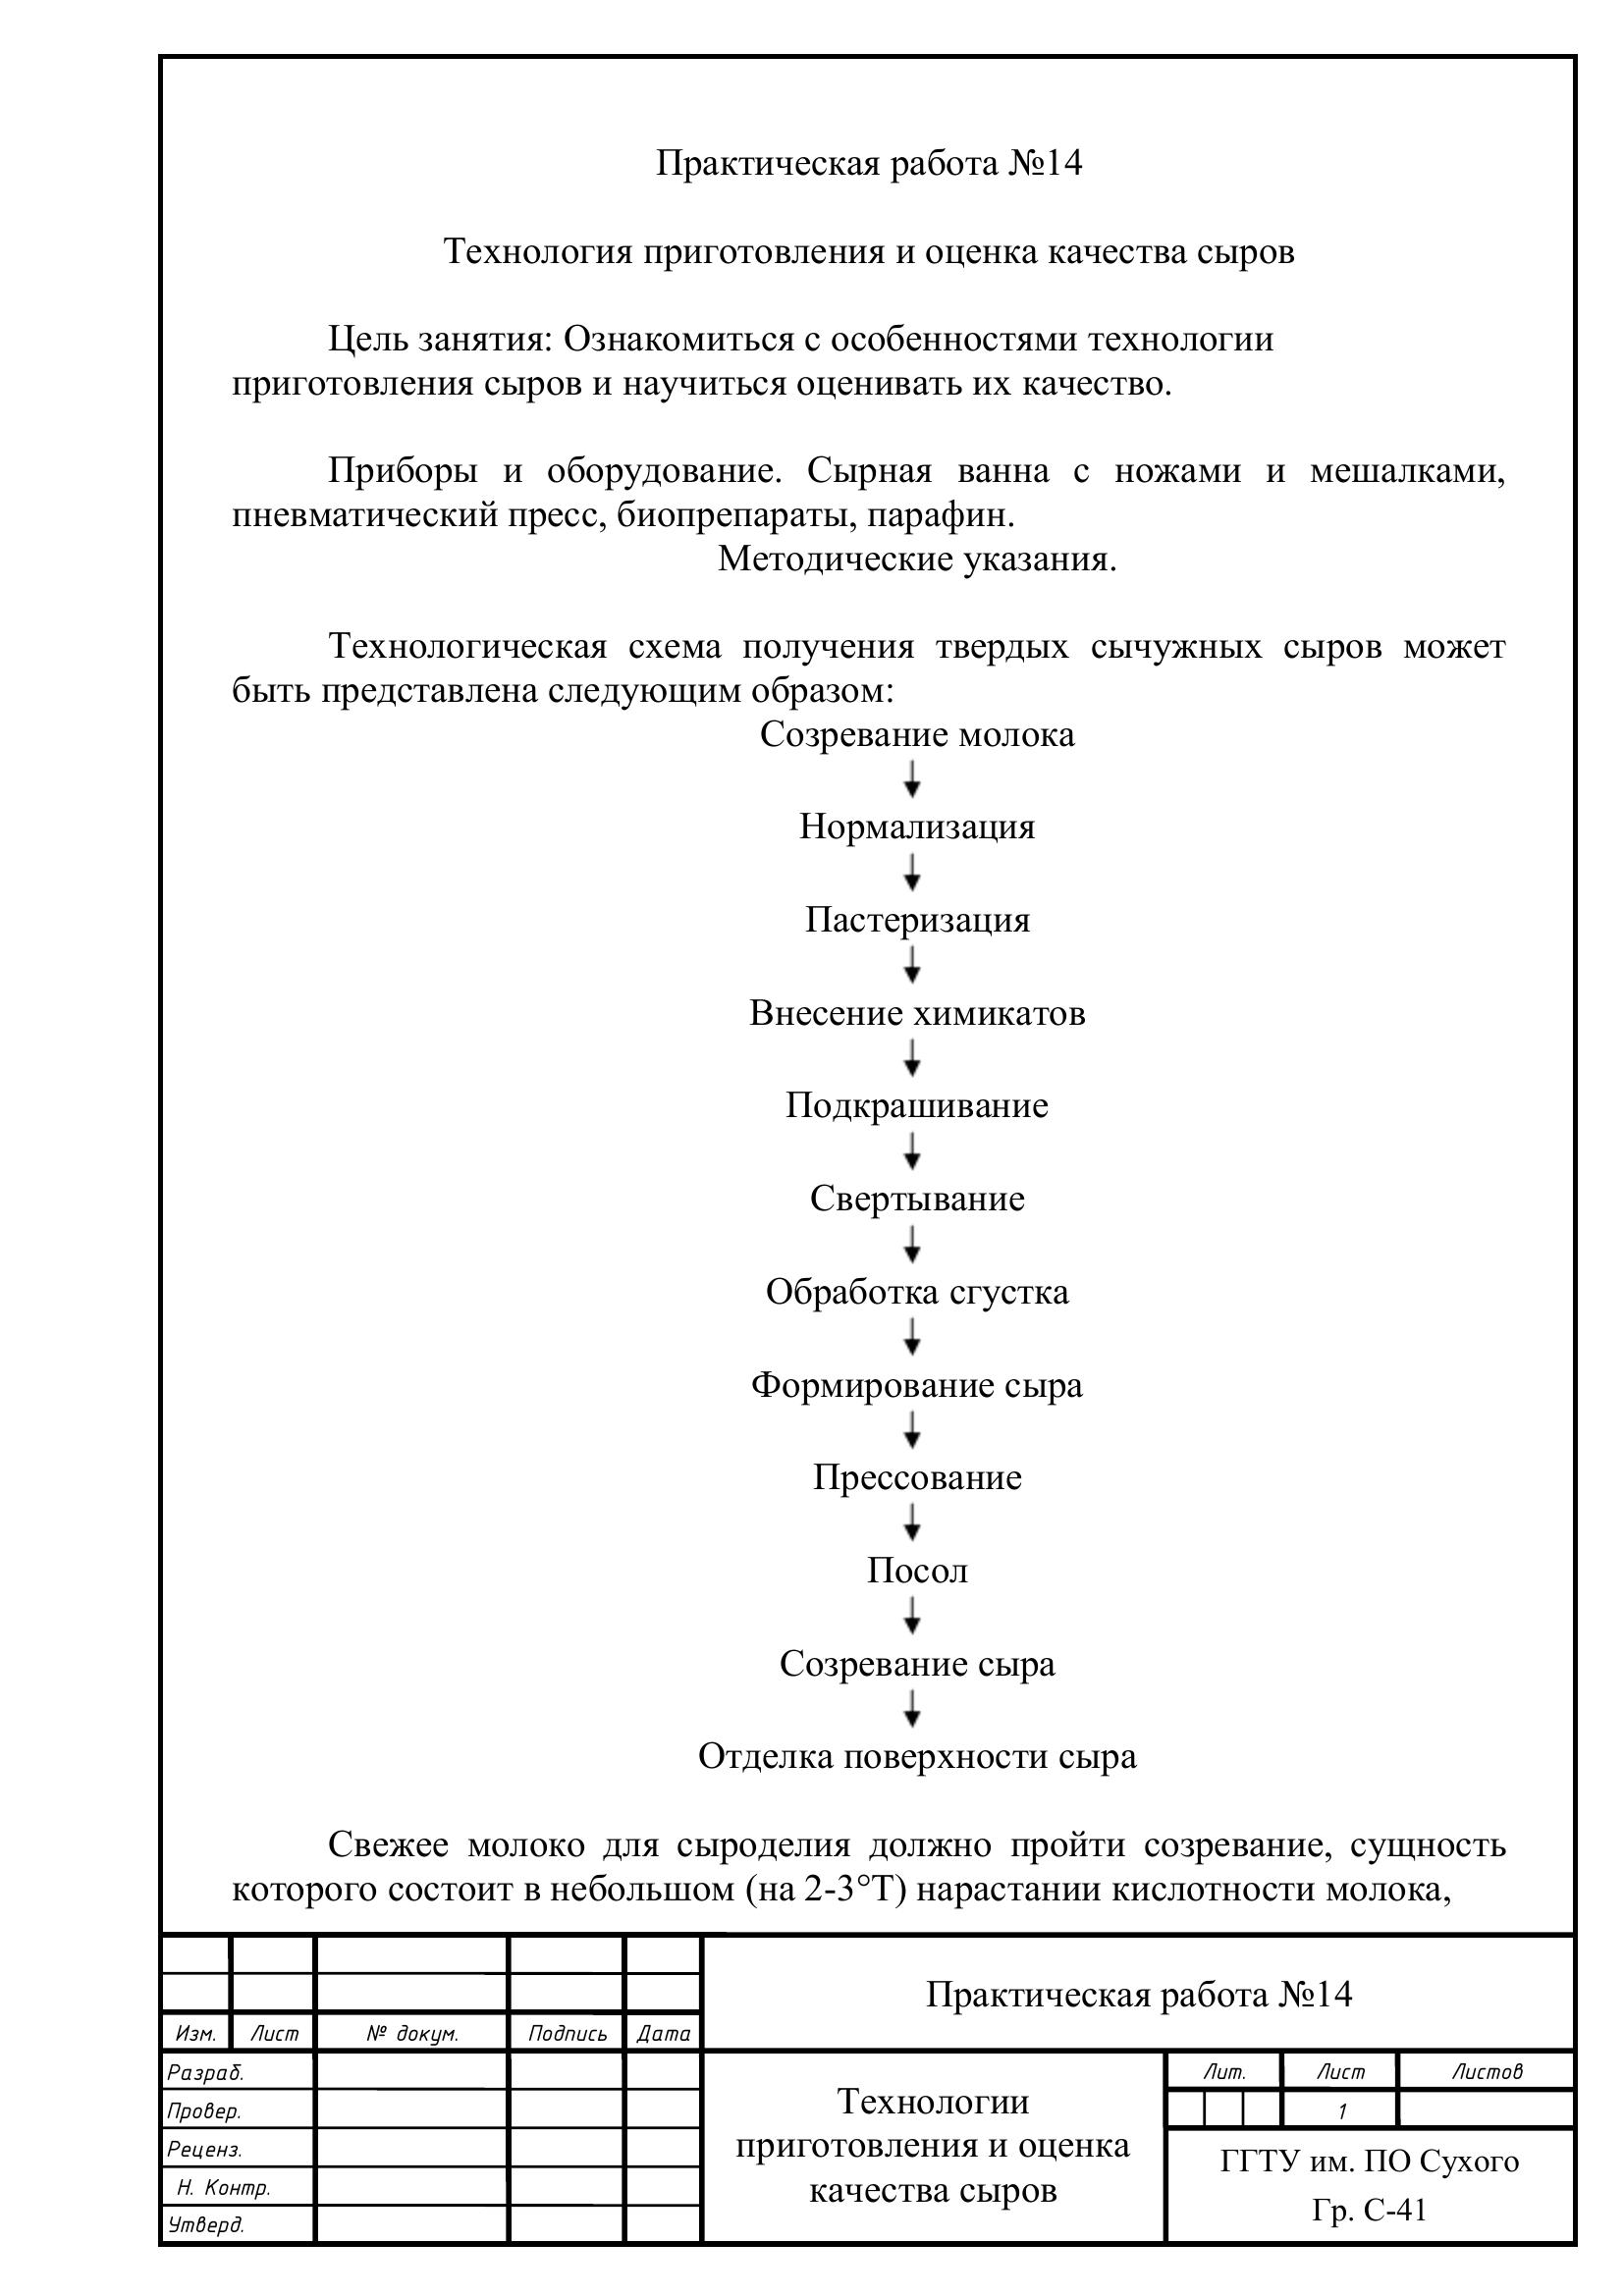 Практическая работа №14
Технология приготовления и оценка качества сыров
Цель занятия: Ознакомиться с особенностями технологии
приготовления сыров и научиться оценивать их качество.
Приборы и оборудование. Сырная ванна с ножами и мешалками,
пневматический пресс, биопрепараты, парафин.
Методические указания.
Технологическая схема получения твердых сычужных сыров может
быть представлена следующим образом:
Созревание молока
Нормализация
Пастеризация
Внесение химикатов
Подкрашивание
Свертывание
Обработка сгустка
Формирование сыра
Прессование
Посол
Созревание сыра
Отделка поверхности сыра
Свежее молоко для сыроделия должно пройти созревание, сущность
которого состоит в небольшом (на 2-3°Т) нарастании кислотности молока,
Практическая работа №14
Изм. Лист № докум. Подпись Дата
Разраб.
Провер.
Реценз.
Н. Контр.
Утверд.
Технологии
приготовления и оценка
качества сыров
Лит. Лист Листов
1
ГГТУ им. ПО Сухого
Гр. С-41